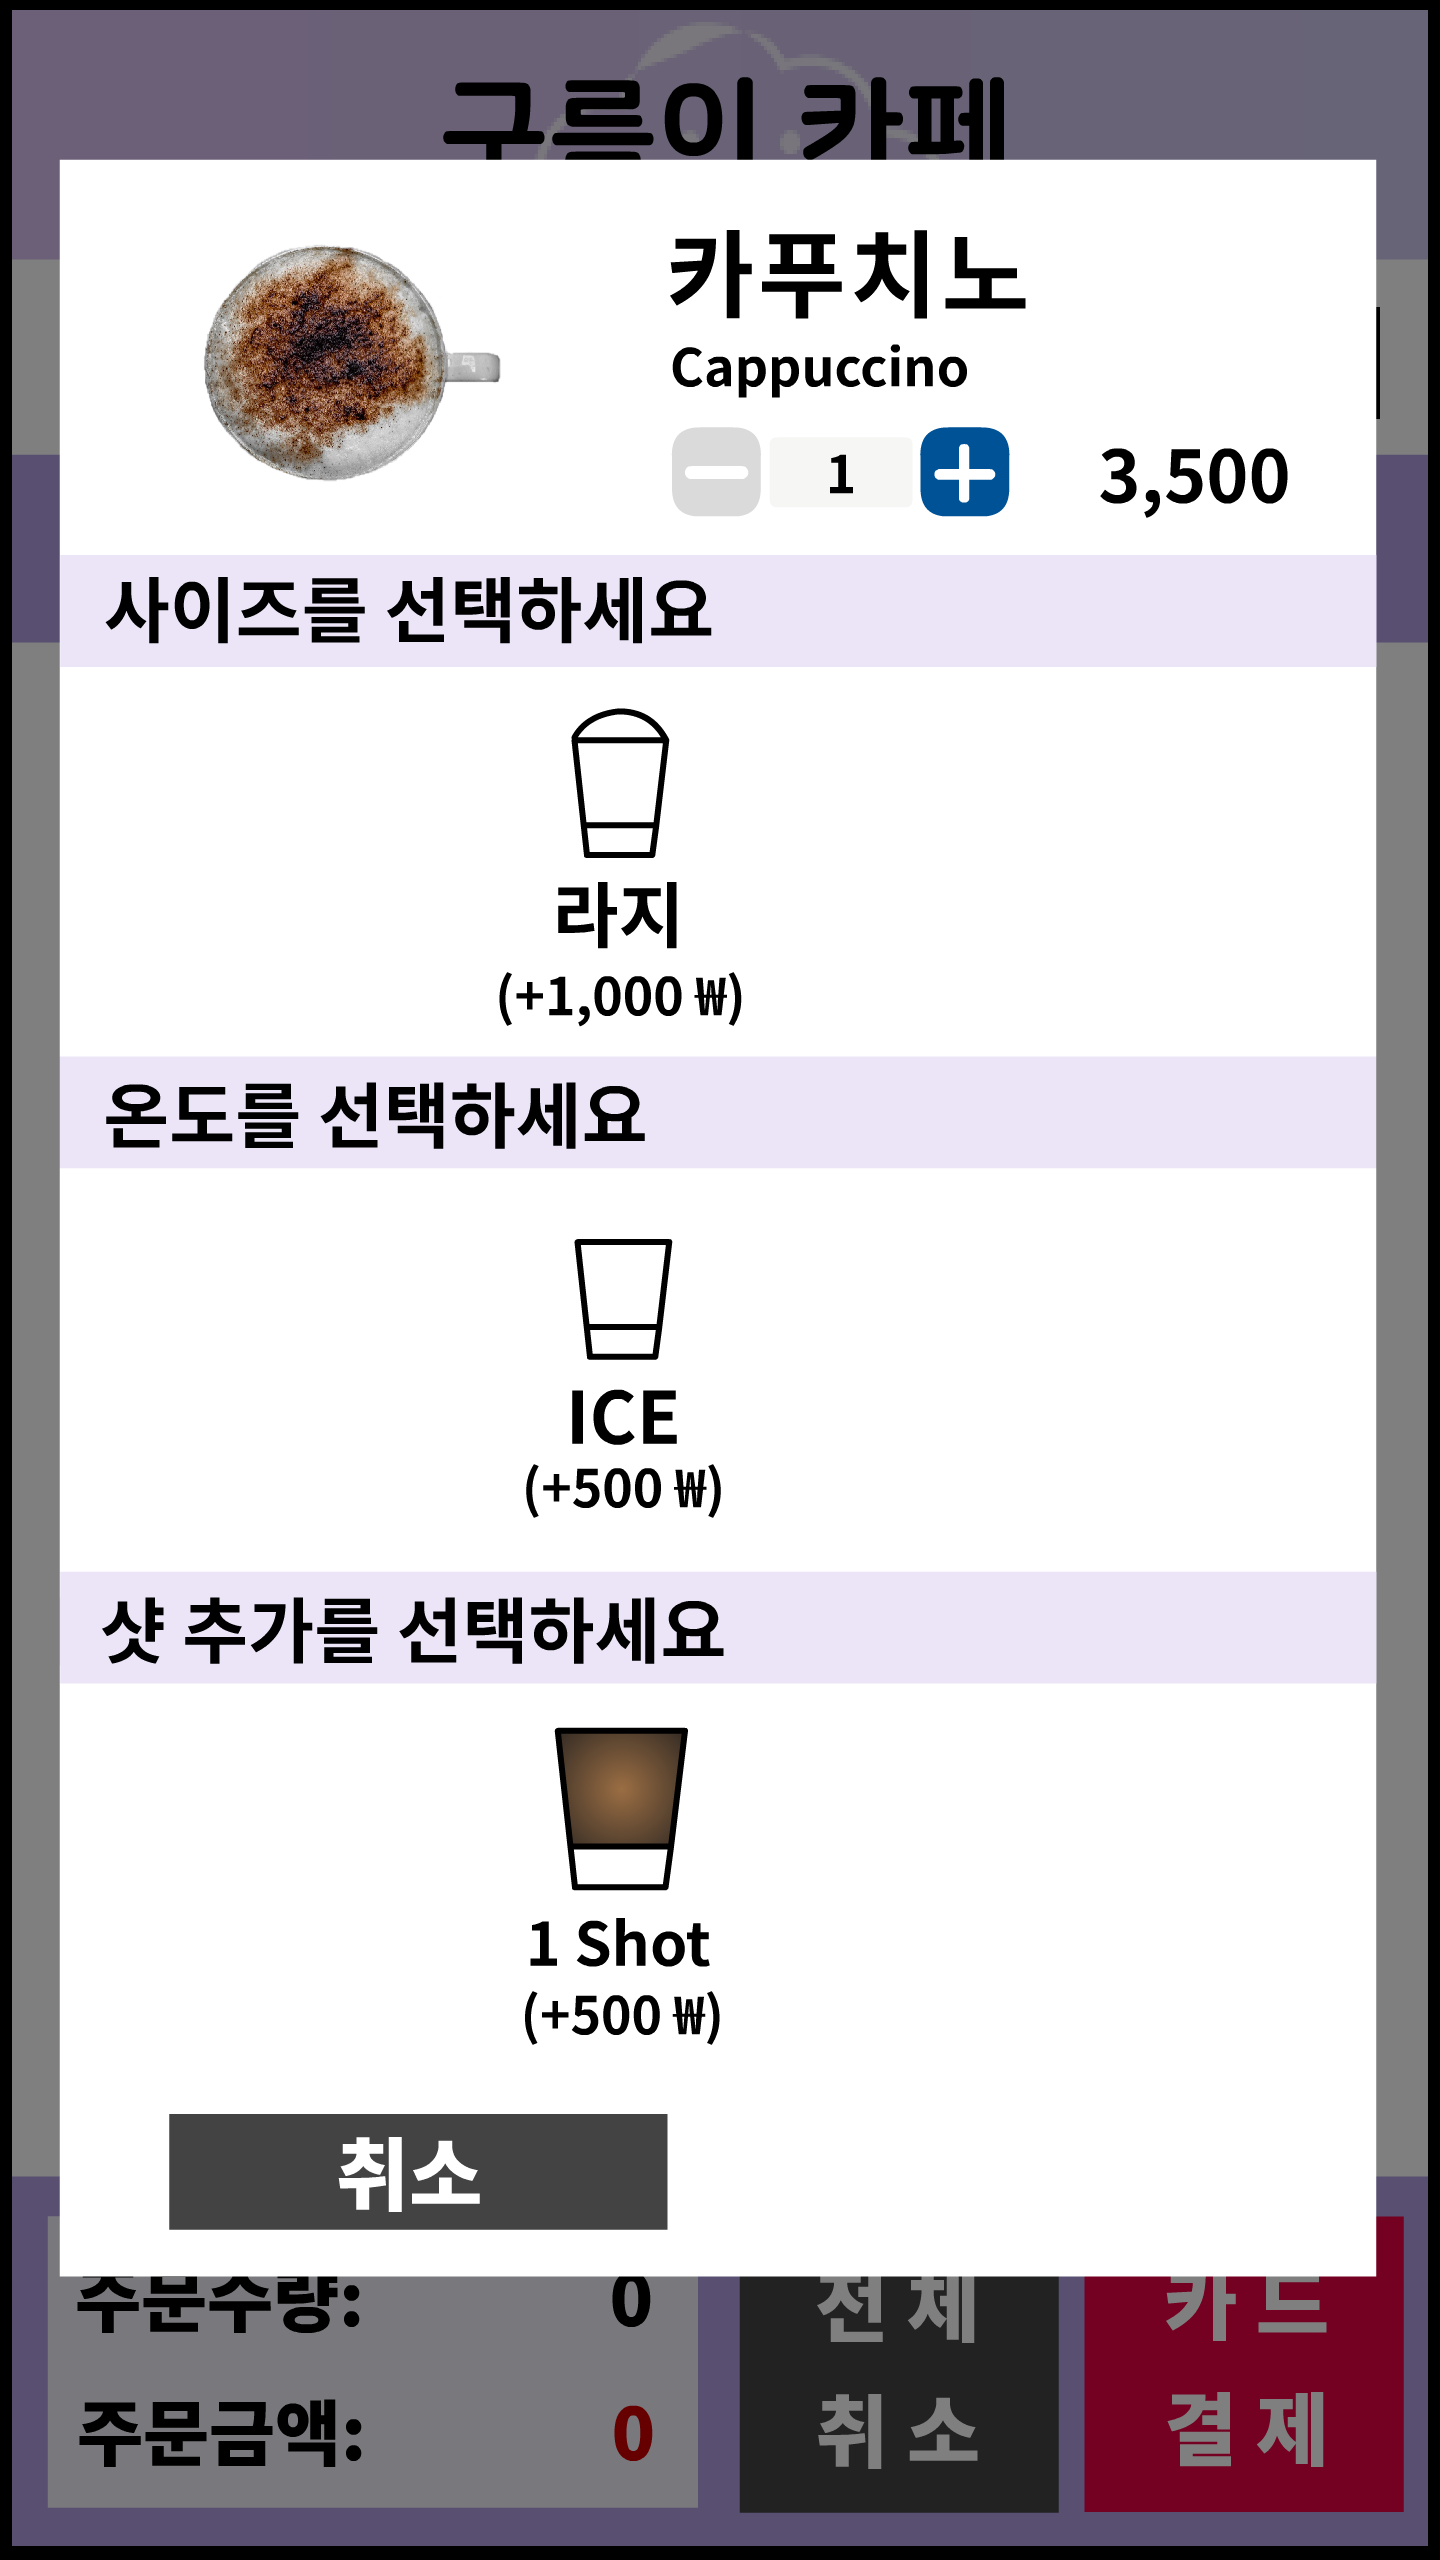 구름이 카페
카푸치노
Cappuccino
1
3,500
사이즈를 선택하세요
라지
(+1,000 ₩)
온도를 선택하세요
ICE
(+500 ₩)
샷 추가를 선택하세요
1 Shot
(+500 ₩)
취소
주문수량: 0
전 체
카 드
주문금액: 0
취 소
결 제